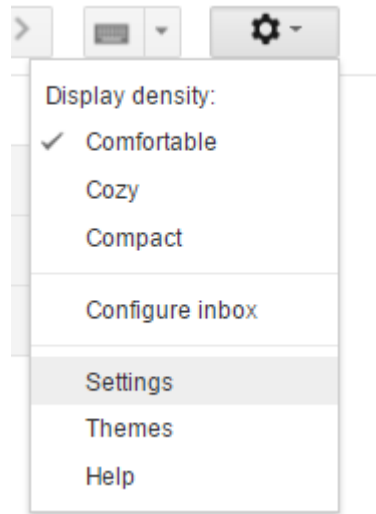 Display density:
Comfortable
Cozy
Compact
Configure inbox
Settings
Themes
Help